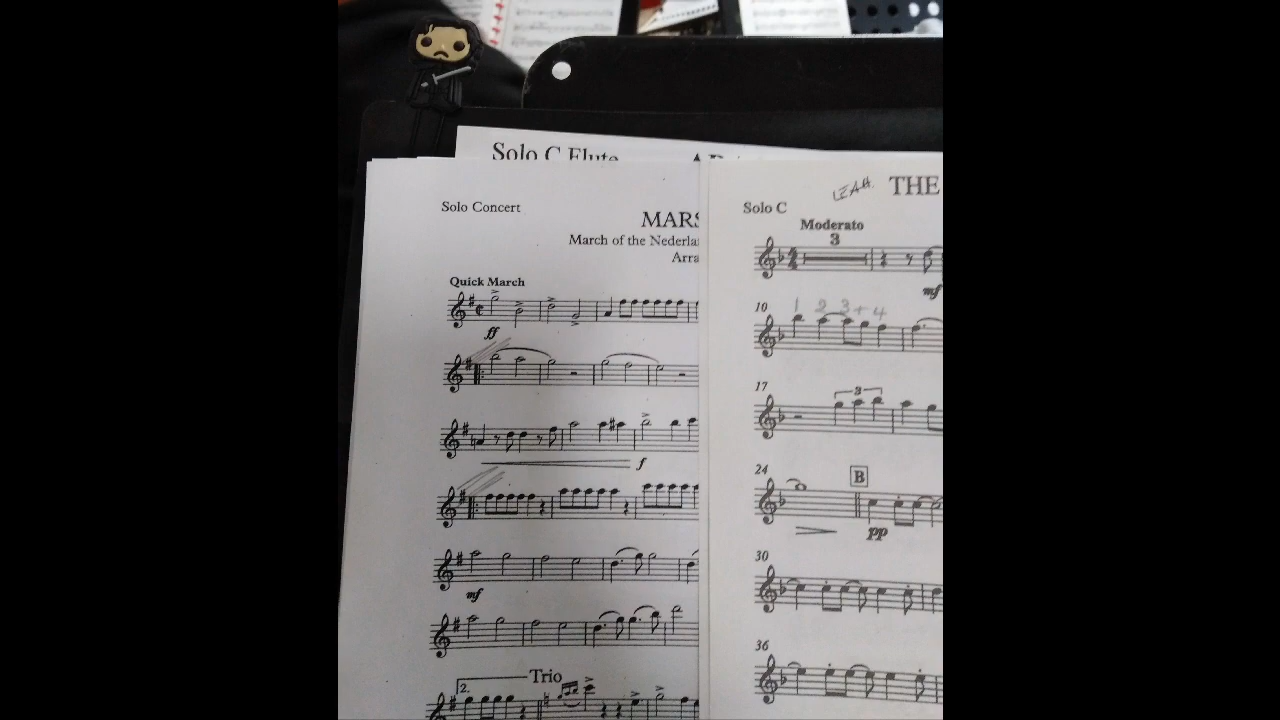 Solo C Flute
Solo Concert
MARS
March of the Nederla
Arra
Quick March
ff
f
mf
2.
Trio
LEAH.
THE
Solo C
Moderato
3
mf
10
1 2 3 + 4
17
3
24
B
pp
30
36